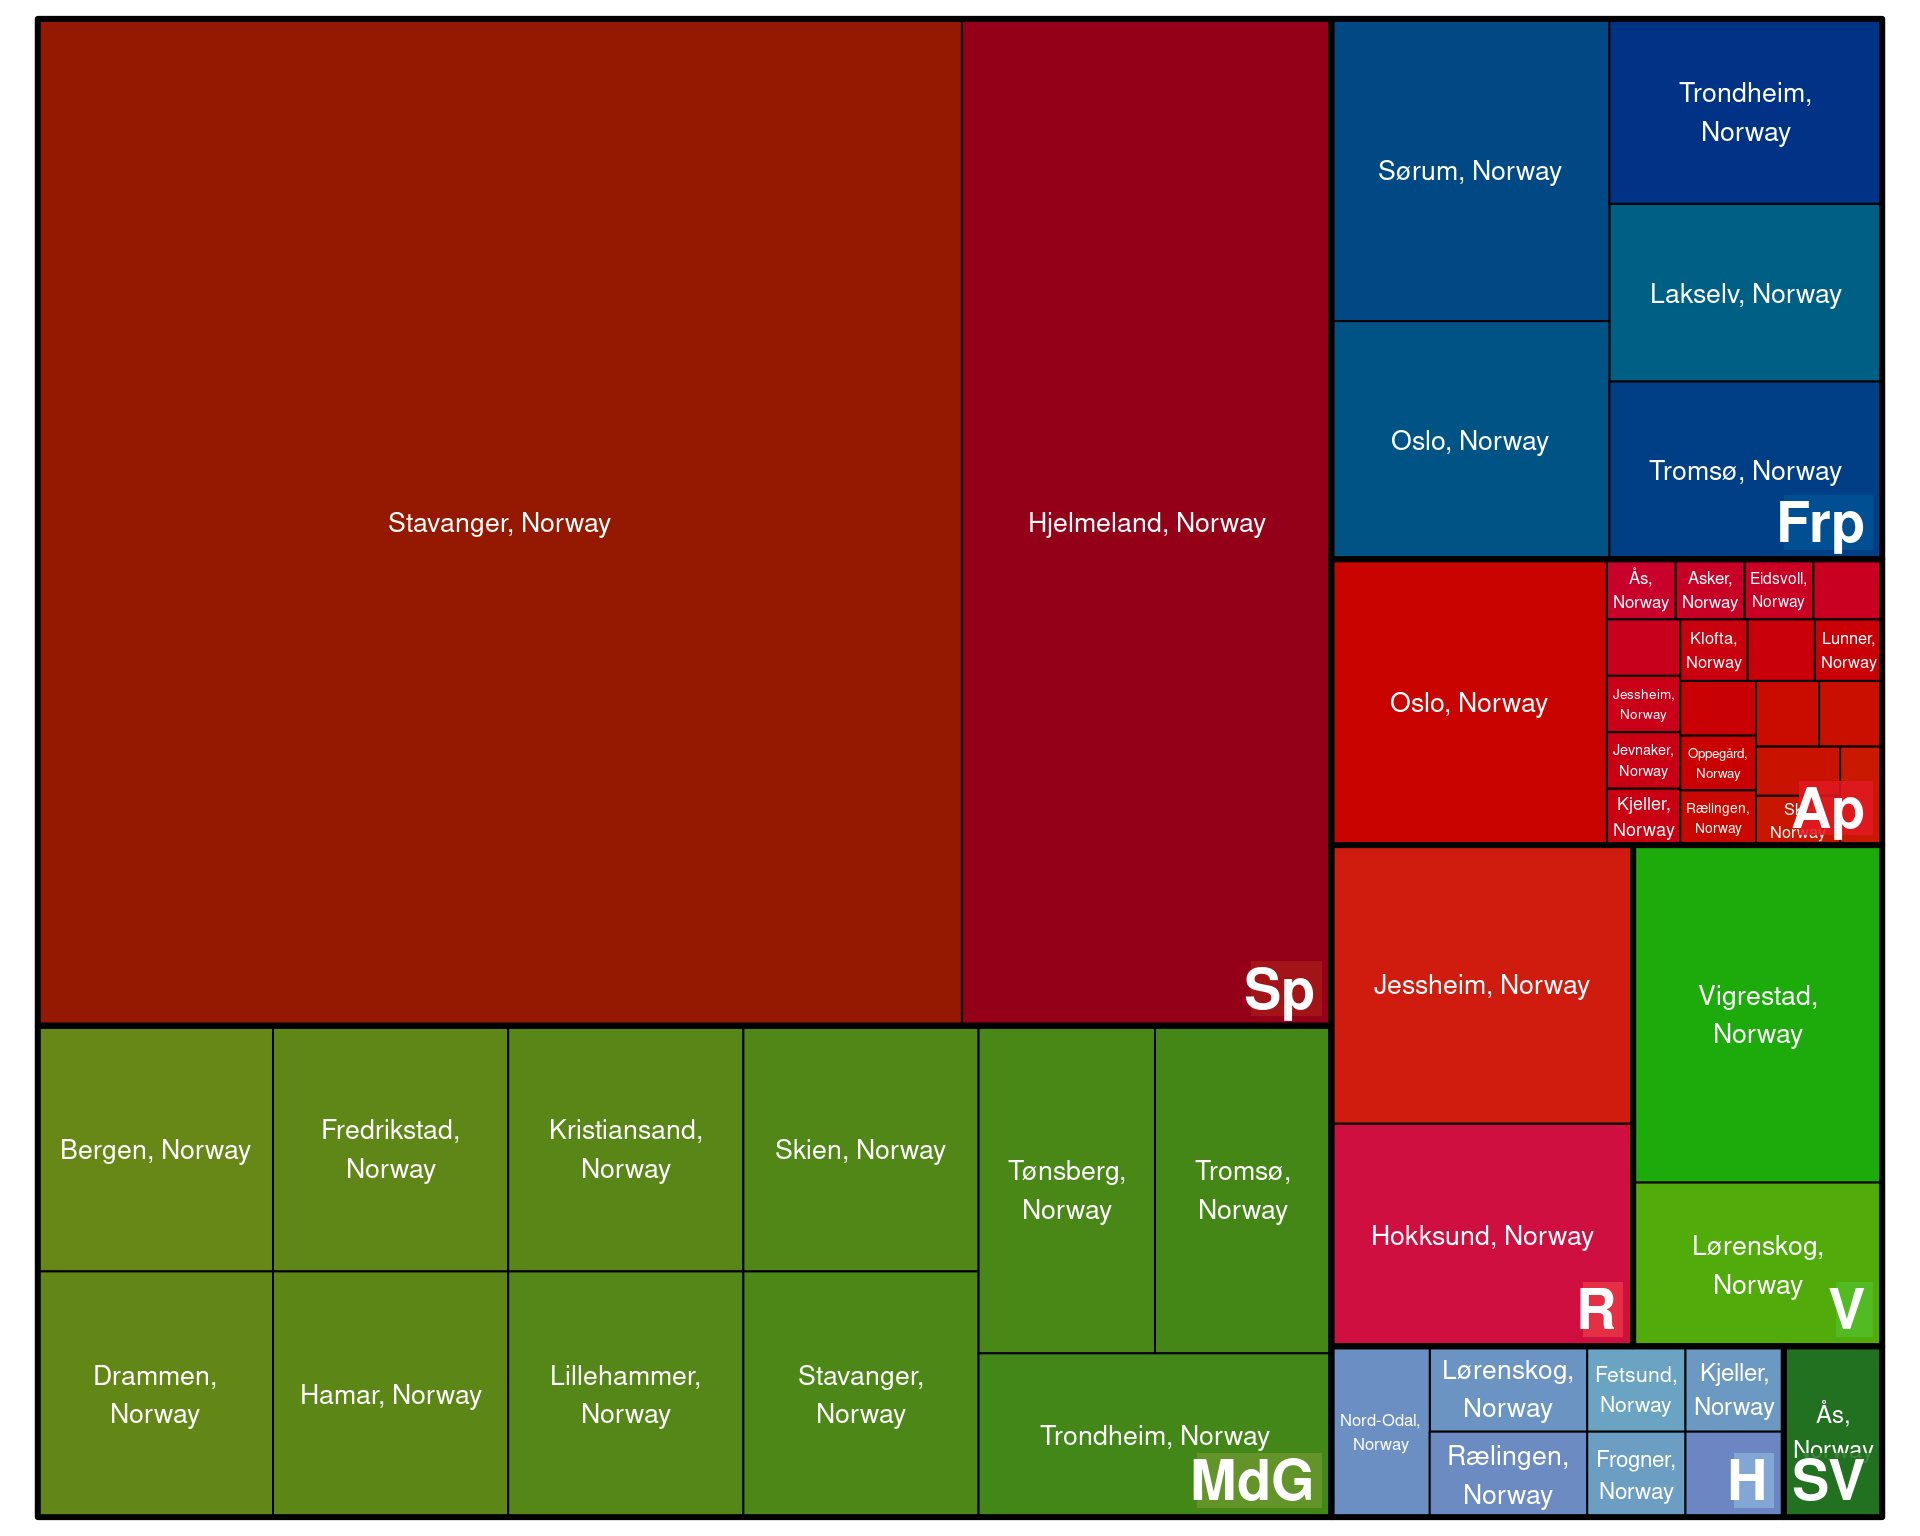 Stavanger, Norway
Hjelmeland, Norway
Sp
Bergen, Norway
Fredrikstad,
Norway
Kristiansand,
Norway
Skien, Norway
Drammen,
Norway
Hamar, Norway
Lillehammer,
Norway
Stavanger,
Norway
Tønsberg,
Norway
Tromsø,
Norway
Trondheim, Norway
MdG
Sørum, Norway
Oslo, Norway
Trondheim,
Norway
Lakselv, Norway
Tromsø, Norway
Frp
Oslo, Norway
Ås,
Norway
Asker,
Norway
Eidsvoll,
Norway
Klofta,
Norway
Lunner,
Norway
Jessheim,
Norway
Jevnaker,
Norway
Kjeller,
Norway
Oppegård,
Norway
Rælingen,
Norway
Norway
Ap
Jessheim, Norway
Hokksund, Norway
R
Vigrestad,
Norway
Lørenskog,
Norway
V
Nord-Odal,
Norway
Lørenskog,
Norway
Rælingen,
Norway
Fetsund,
Norway
Frogner,
Norway
Kjeller,
Norway
H
Ås,
Norway
SV